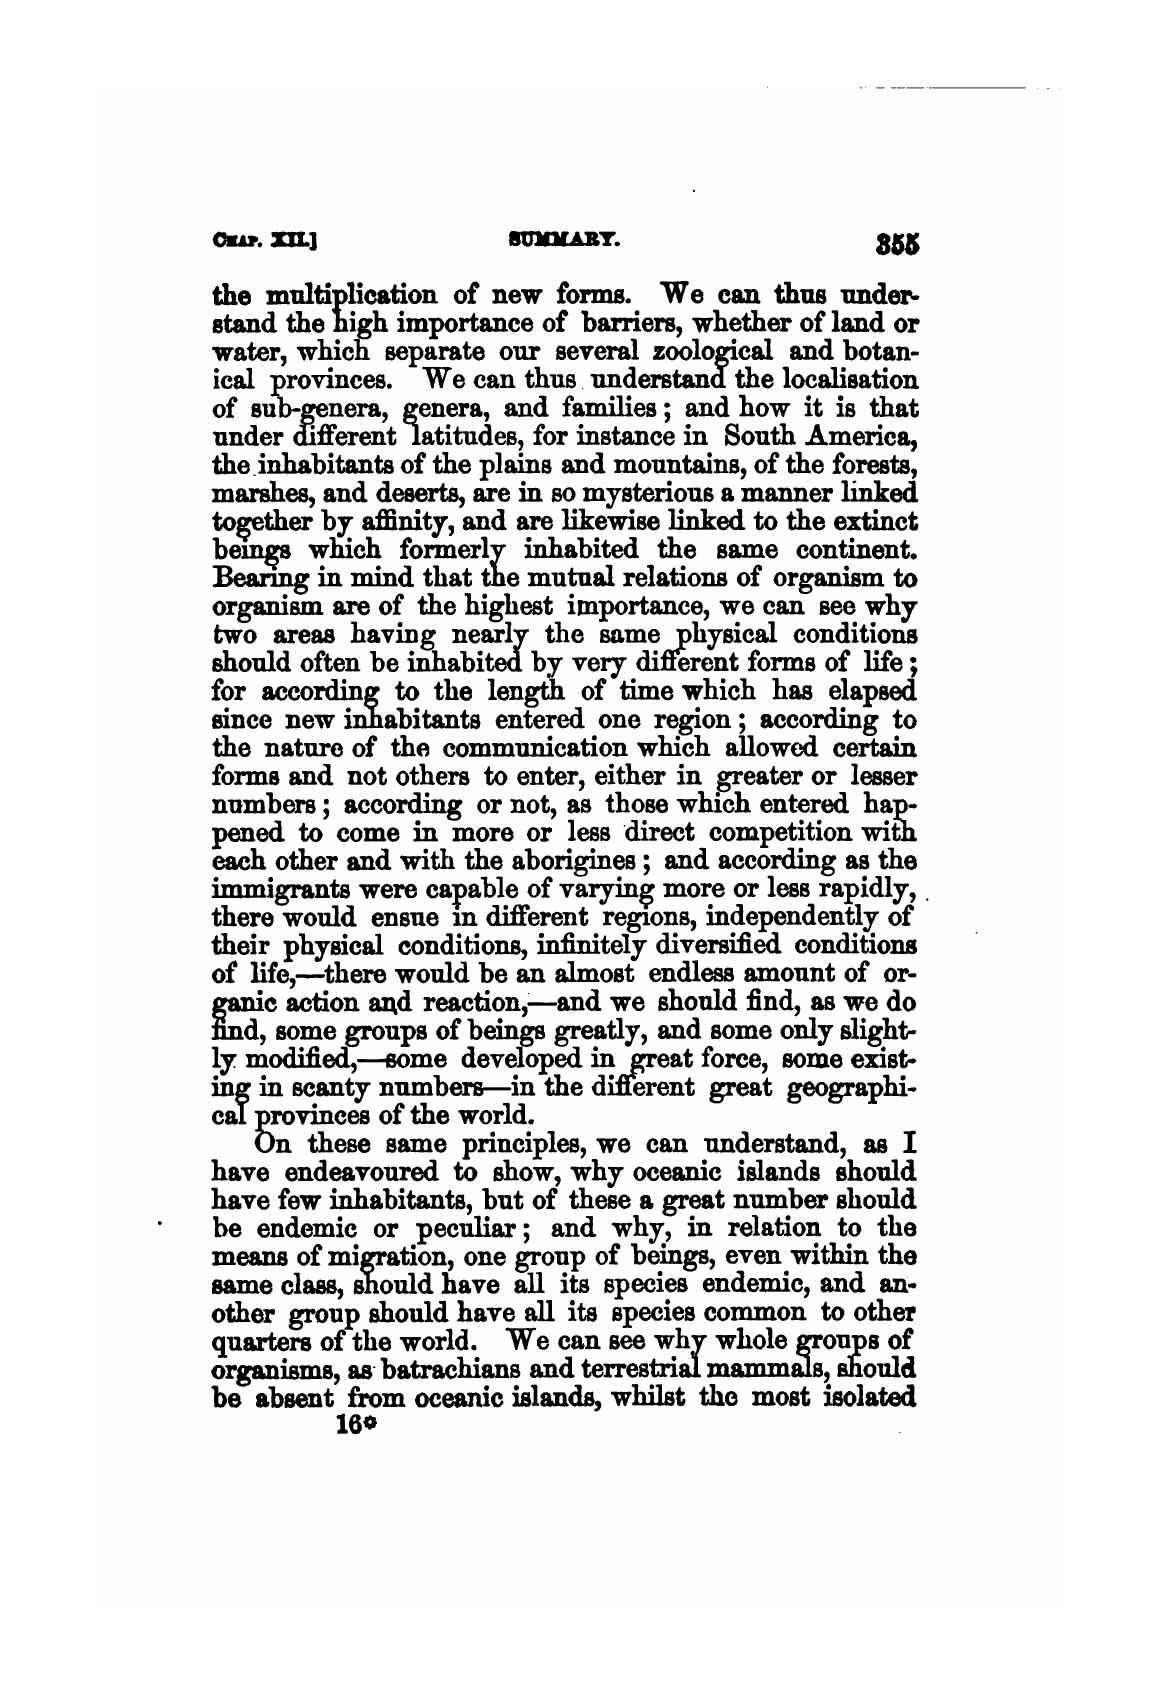 CHAP. XII.] SUMMARY. 355
the multiplication of new forms. We can thus under-
stand the high importance of barriers, whether of land or
water, which separate our several zoological and botan-
ical provinces. We can thus understand the localisation
of sub-genera, genera, and families; and how it is that
under different latitudes, for instance in South America,
the inhabitants of the plains and mountains, of the forests,
marshes, and deserts, are in so mysterious a manner linked
together by affinity, and are likewise linked to the extinct
beings which formerly inhabited the same continent.
Bearing in mind that the mutual relations of organism to
organism are of the highest importance, we can see why
two areas having nearly the same physical conditions
should often be inhabited by very different forms of life;
for according to the length of time which has elapsed
since new inhabitants entered one region; according to
the nature of the communication which allowed certain
forms and not others to enter, either in greater or lesser
numbers; according or not, as those which entered hap-
pened to come in more or less direct competition with
each other and with the aborigines; and according as the
immigrants were capable of varying more or less rapidly,
there would ensue in different regions, independently of
their physical conditions, infinitely diversified conditions
of life,—there would be an almost endless amount of or-
ganic action and reaction,—and we should find, as we do
find, some groups of beings greatly, and some only slight-
ly modified,—some developed in great force, some exist-
ing in scanty numbers—in the different great geographi-
cal provinces of the world.
On these same principles, we can understand, as I
have endeavoured to show, why oceanic islands should
have few inhabitants, but of these a great number should
be endemic or peculiar; and why, in relation to the
means of migration, one group of beings, even within the
same class, should have all its species endemic, and an-
other group should have all its species common to other
quarters of the world. We can see why whole groups of
organisms, as batrachians and terrestrial mammals, should
be absent from oceanic islands, whilst the most isolated
16*